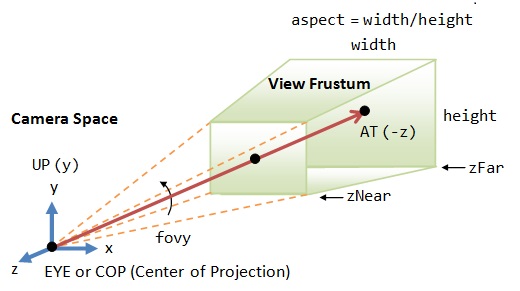 aspect = width/height
width
View Frustum
Camera Space
height
AT (-z)
UP (y)
zFar
y
zNear
fovy
x
z
EYE or COP (Center of Projection)